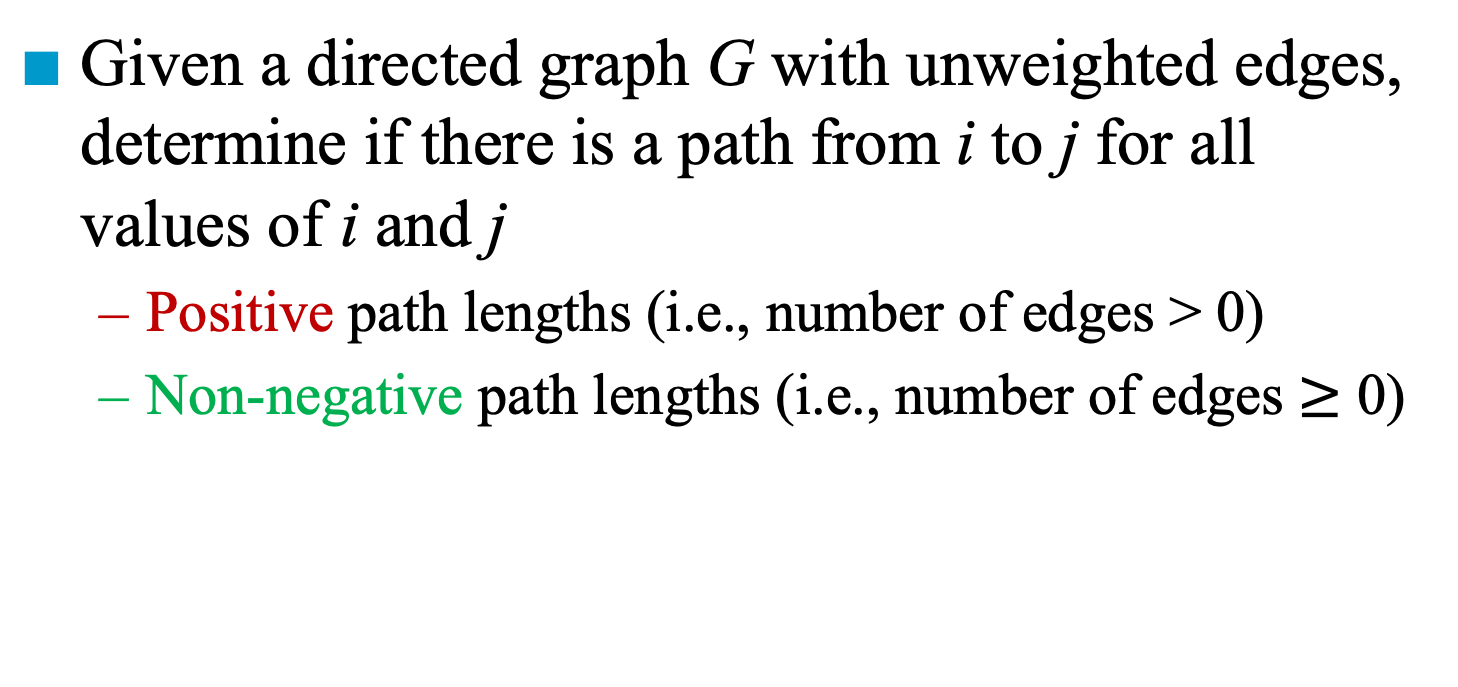 Given a directed graph G with unweighted edges,
determine if there is a path from i to j for all
values of i and j
– Positive path lengths (i.e., number of edges > 0)
– Non-negative path lengths (i.e., number of edges ≥ 0)